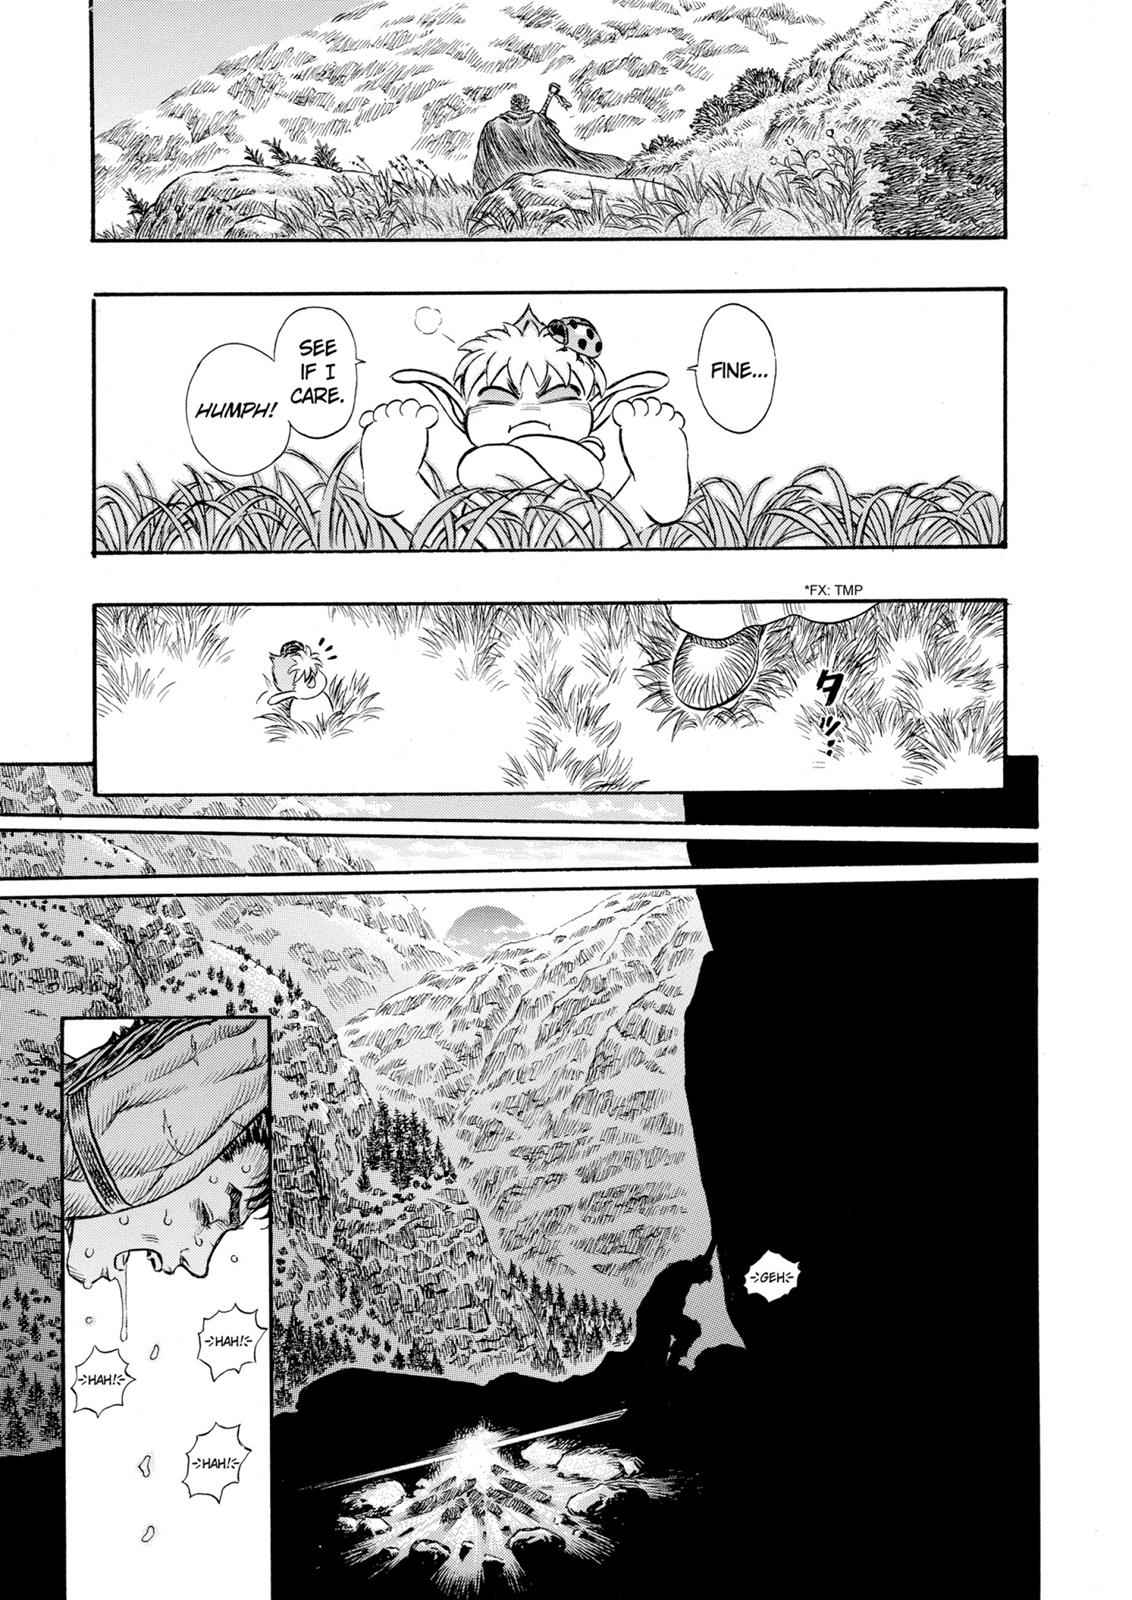 FINE...
SEE
IF I
CARE.
HUMPH!
*FX: TMP
タッ!
GEH
HAH!
HAH!
HAH!